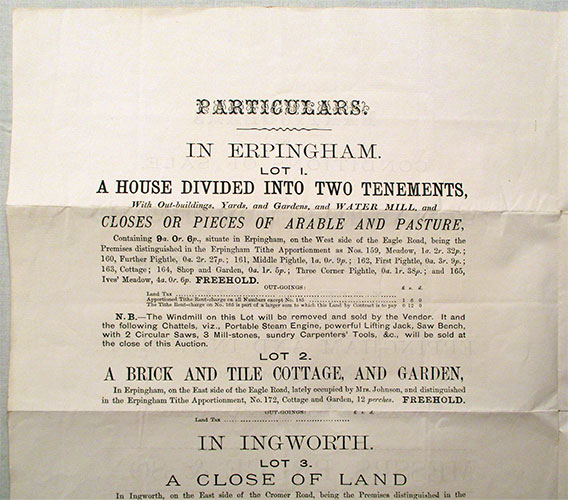 PARTICULARS.
IN ERPINGHAM.
LOT 1.
A HOUSE DIVIDED INTO TWO TENEMENTS,
With Out-buildings, Yards, and Gardens, and WATER MILL, and
CLOSES OR PIECES OF ARABLE AND PASTURE,
Containing 9a. 0r. 6p., situate in Erpingham, on the West side of the Eagle Road, being the
Premises distinguished in the Erpingham Tithe Apportionment as Nos. 159, Meadow, 1a. 2r. 32p.;
160, Further Pightle, 0a. 2r. 27p.; 161, Middle Pightle, 1a. 0r. 9p.; 162, First Pightle, 0a. 3r. 9p.;
163, Cottage; 164, Shop and Garden, 0a. 1r. 5p.; Three Corner Pightle, 0a. 1r. 38p.; and 165,
Ives' Meadow, 4a. 0r. 6p. FREEHOLD.
OUT-GOINGS: £ s. d.
Land Tax
Apportioned Tithe Rent-charge on all Numbers except No. 165 1 6 0
The Tithe Rent-charge on No. 165 is part of a larger sum to which this Land by Contract is to pay 0 12 0
N.B.—The Windmill on this Lot will be removed and sold by the Vendor. It and
the following Chattels, viz., Portable Steam Engine, powerful Lifting Jack, Saw Bench,
with 2 Circular Saws, 3 Mill-stones, sundry Carpenters' Tools, &c., will be sold at
the close of this Auction.
LOT 2.
A BRICK AND TILE COTTAGE, AND GARDEN,
In Erpingham, on the East side of the Eagle Road, lately occupied by Mrs. Johnson, and distinguished
in the Erpingham Tithe Apportionment, No. 172, Cottage and Garden, 12 perches. FREEHOLD.
OUT-GOINGS: £ s. d.
Land Tax
IN INGWORTH.
LOT 3.
A CLOSE OF LAND
In Ingworth, on the East side of the Cromer Road, being the Premises distinguished in the